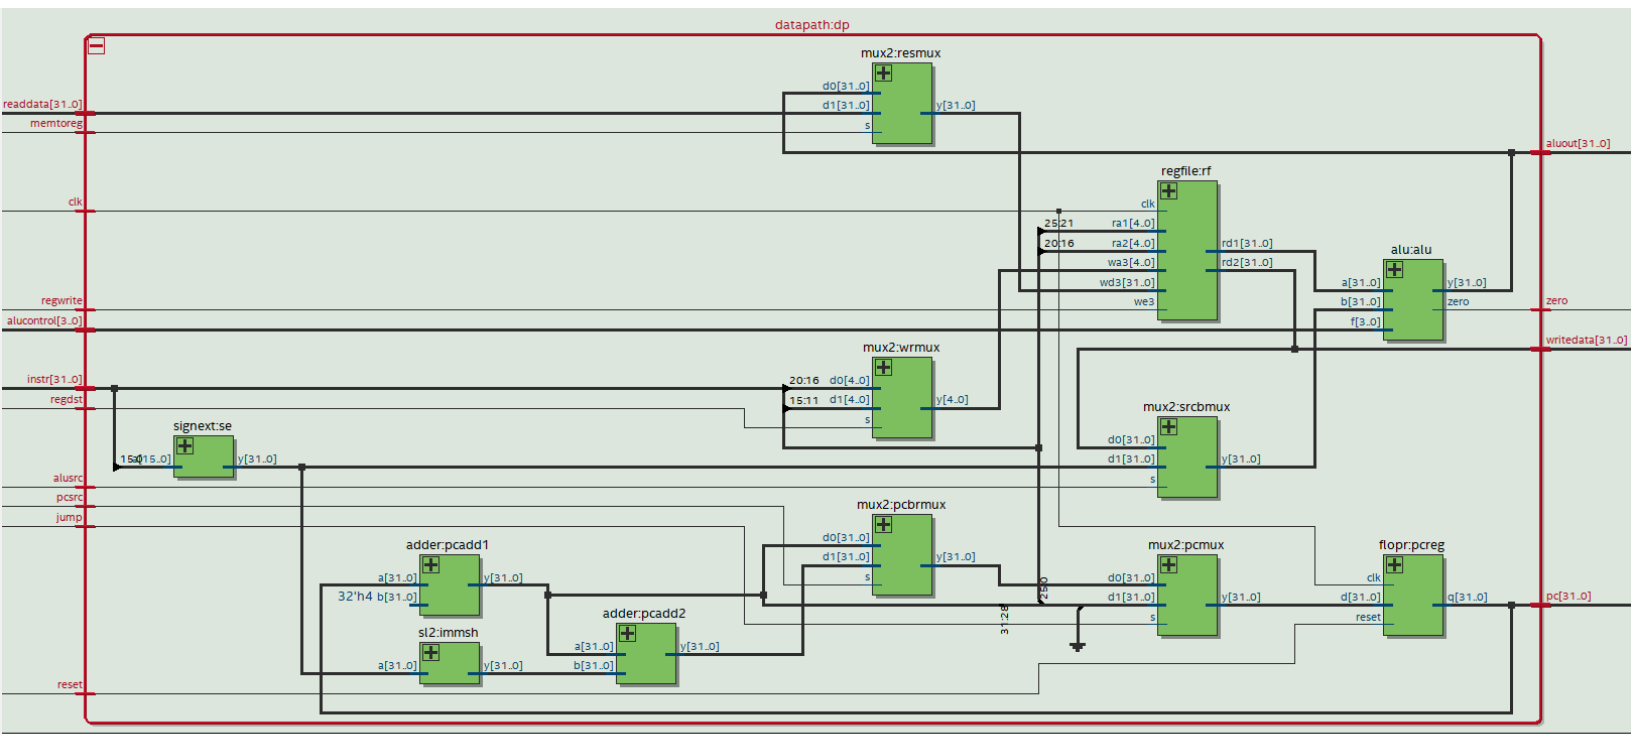 datapath:dp
mux2:resmux
d0[31..0]
readdata[31..0]
d1[31..0]
y[31..0]
memtoreg
s
aluout[31..0]
regfile:rf
clk
clk
25:21
ra1[4..0]
20:16
ra2[4..0]
rd1[31..0]
alu:alu
wa3[4..0]
rd2[31..0]
wd3[31..0]
a[31..0]
y[31..0]
regwrite
we3
b[31..0]
zero
zero
alucontrol[3..0]
f[3..0]
mux2:wrmux
writedata[31..0]
instr[31..0]
20:16
d0[4..0]
regdst
15:11
d1[4..0]
y[4..0]
mux2:srcbmux
s
signext:se
d0[31..0]
15:0
a[15..0]
y[31..0]
d1[31..0]
y[31..0]
alusrc
s
pcsrc
mux2:pcbrmux
jump
d0[31..0]
adder:pcadd1
mux2:pcmux
flopr:pcreg
d1[31..0]
y[31..0]
a[31..0]
y[31..0]
s
d0[31..0]
clk
32'h4
b[31..0]
25:0
d1[31..0]
y[31..0]
d[31..0]
q[31..0]
pc[31..0]
adder:pcadd2
31:28
s
reset
sl2:immsh
a[31..0]
y[31..0]
a[31..0]
y[31..0]
b[31..0]
reset